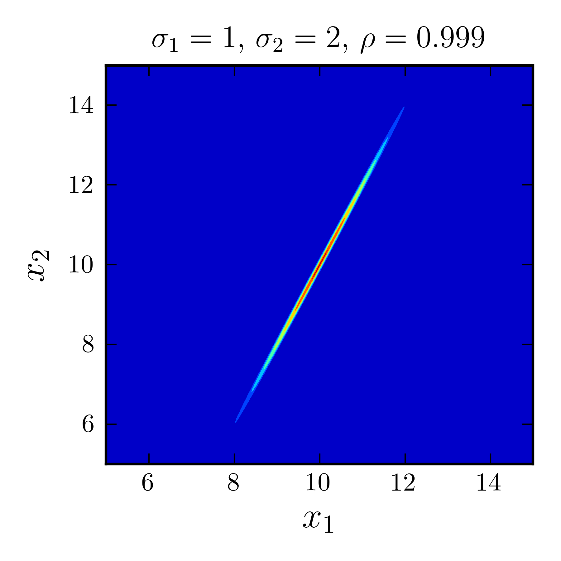 σ₁ = 1, σ₂ = 2, ρ = 0.999
14
12
10
8
6
x₂
6 8 10 12 14
x₁